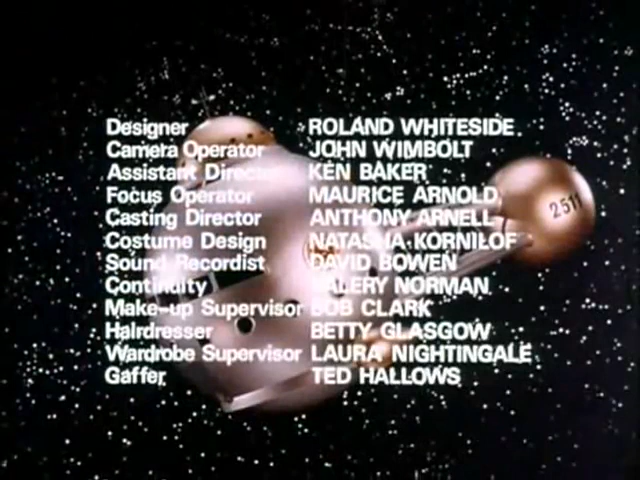 Designer ROLAND WHITESIDE
Camera Operator JOHN WIMBOLT
Assistant Director KEN BAKER
Focus Operator MAURICE ARNOLD
Casting Director ANTHONY ARNELL
Costume Design NATASHA KORNILOF
Sound Recordist DAVID BOWEN
Continuity VALERY NORMAN
Make-up Supervisor BOB CLARK
Hairdresser BETTY GLASGOW
Wardrobe Supervisor LAURA NIGHTINGALE
Gaffer TED HALLOWS
2511